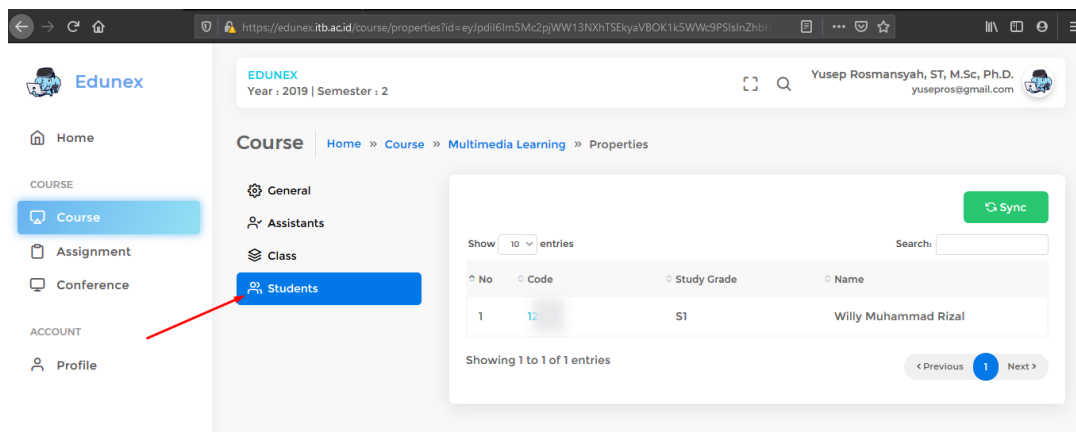 https://edunex.itb.ac.id/course/properties?id=
Edunex
EDUNEX
Year : 2019 | Semester : 2
Yusep Rosmansyah, ST, M.Sc, Ph.D.
yusepros@gmail.com
Home
COURSE
Course
Assignment
Conference
ACCOUNT
Profile
Course Home » Course » Multimedia Learning » Properties
General
Assistants
Class
Students
Sync
Show 10 entries
Search:
No Code Study Grade Name
1 12 S1 Willy Muhammad Rizal
Showing 1 to 1 of 1 entries
‹ Previous 1 Next ›